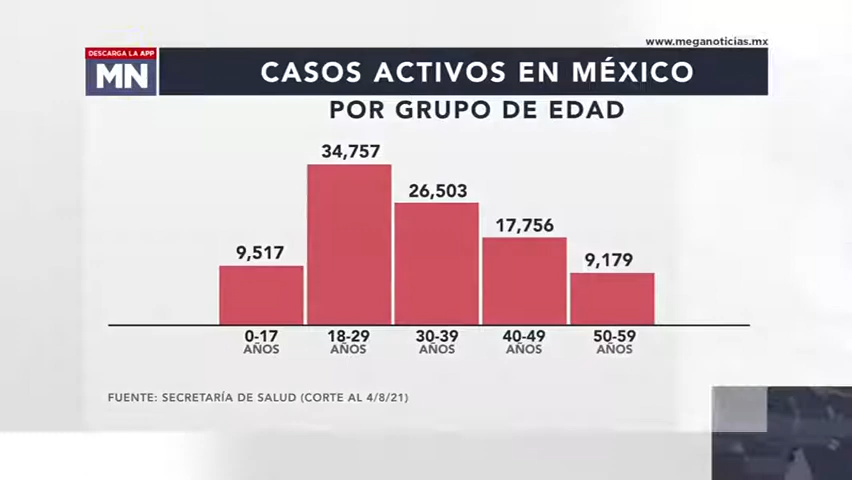 www.meganoticias.mx
DESCARGA LA APP
MN
CASOS ACTIVOS EN MÉXICO
POR GRUPO DE EDAD
34,757
26,503
17,756
9,517
9,179
0-17 18-29 30-39 40-49 50-59
AÑOS AÑOS AÑOS AÑOS AÑOS
FUENTE: SECRETARÍA DE SALUD (CORTE AL 4/8/21)